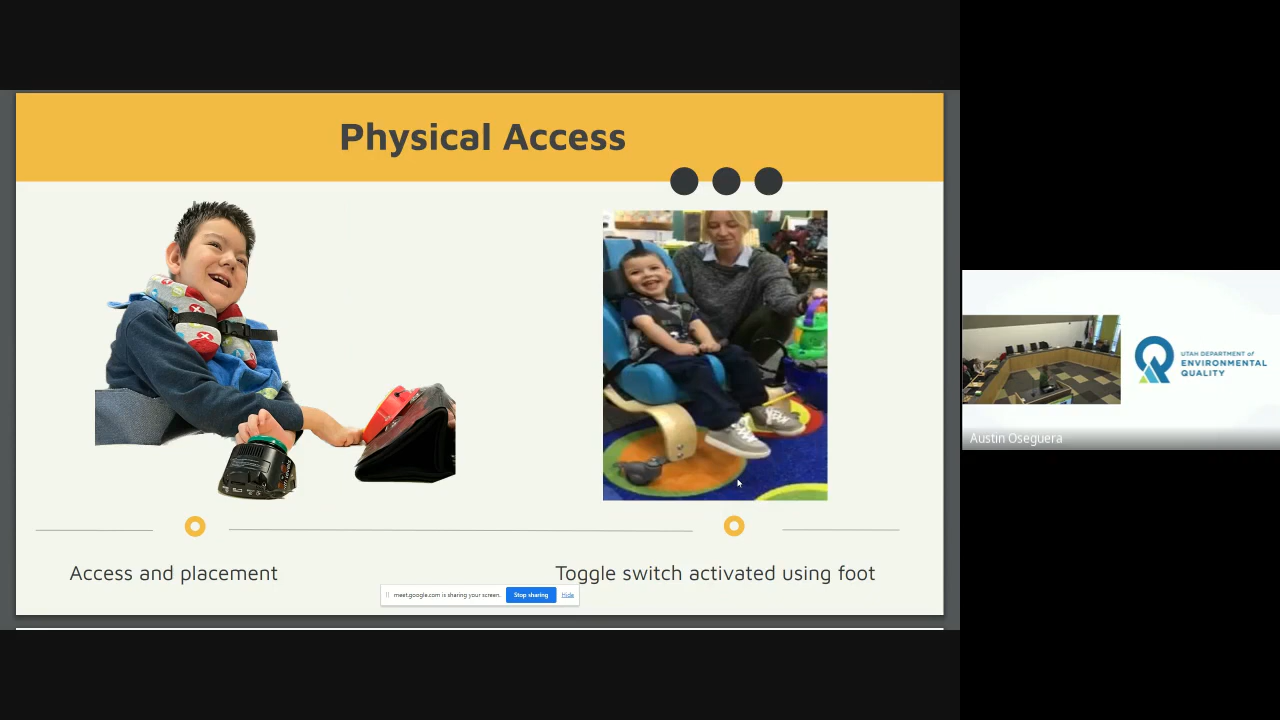 Physical Access
Access and placement
Toggle switch activated using foot
meet.google.com is sharing your screen.
Stop sharing
Hide
UTAH DEPARTMENT of
ENVIRONMENTAL
QUALITY
Austin Oseguera